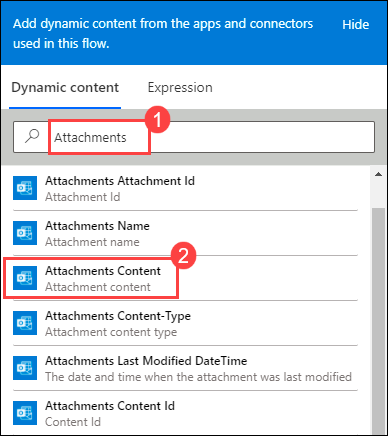 Add dynamic content from the apps and connectors Hide
used in this flow.
Dynamic content Expression
1
Attachments
Attachments Attachment Id
Attachment Id
Attachments Name
Attachment name
2
Attachments Content
Attachment content
Attachments Content-Type
Attachment content type
Attachments Last Modified DateTime
The date and time when the attachment was last modified
Attachments Content Id
Content Id